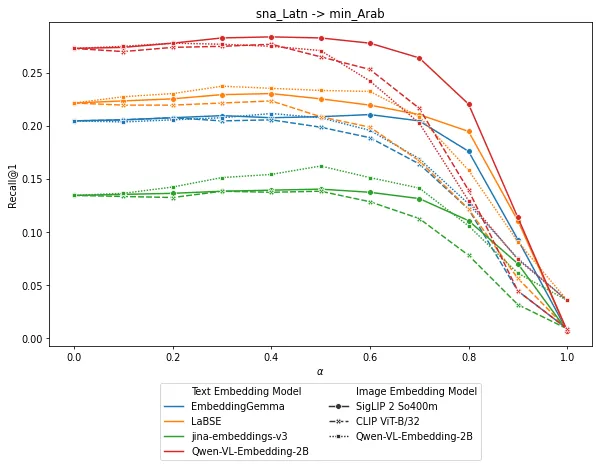 sna_Latn -> min_Arab
Recall@1
0.25
0.20
0.15
0.10
0.05
0.00
0.0 0.2 0.4 0.6 0.8 1.0
α
Text Embedding Model Image Embedding Model
EmbeddingGemma SigLIP 2 So400m
LaBSE CLIP ViT-B/32
jina-embeddings-v3 Qwen-VL-Embedding-2B
Qwen-VL-Embedding-2B